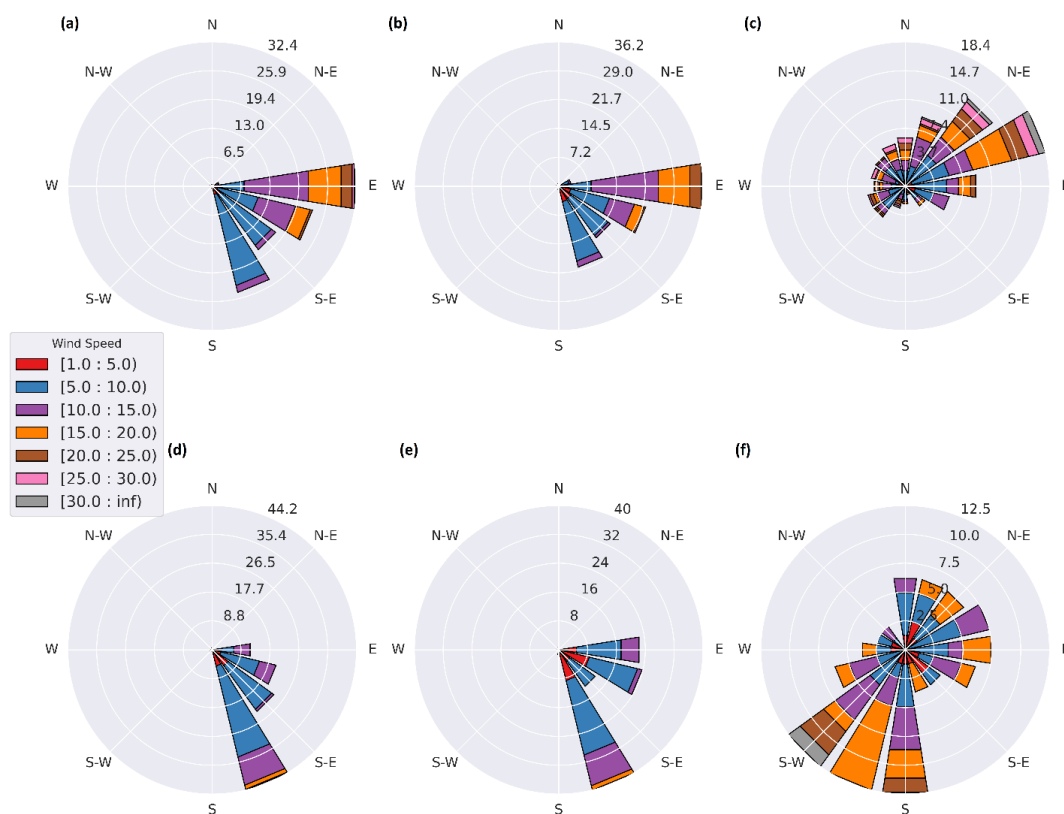 (a)
N
32.4
25.9
19.4
13.0
6.5
N-W
N-E
W
E
S-W
S-E
S
(b)
N
36.2
29.0
21.7
14.5
7.2
N-W
N-E
W
E
S-W
S-E
S
(c)
N
18.4
14.7
11.0
N-W
N-E
W
S-W
S-E
S
Wind Speed
[1.0 : 5.0)
[5.0 : 10.0)
[10.0 : 15.0)
[15.0 : 20.0)
[20.0 : 25.0)
[25.0 : 30.0)
[30.0 : inf)
(d)
N
44.2
35.4
26.5
17.7
8.8
N-W
N-E
W
E
S-W
S-E
S
(e)
N
40
32
24
16
8
N-W
N-E
W
E
S-W
S-E
S
(f)
N
12.5
10.0
7.5
5.0
2.5
N-W
N-E
W
S-W
S-E
S